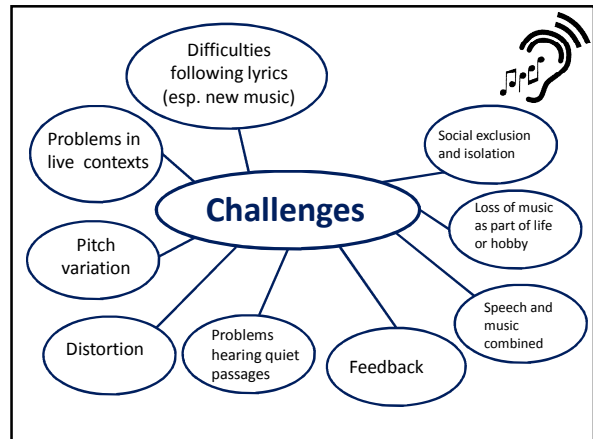 Difficulties
following lyrics
(esp. new music)
Problems in
live contexts
Social exclusion
and isolation
Challenges
Loss of music
as part of life
or hobby
Pitch
variation
Speech and
music
combined
Distortion
Problems
hearing quiet
passages
Feedback